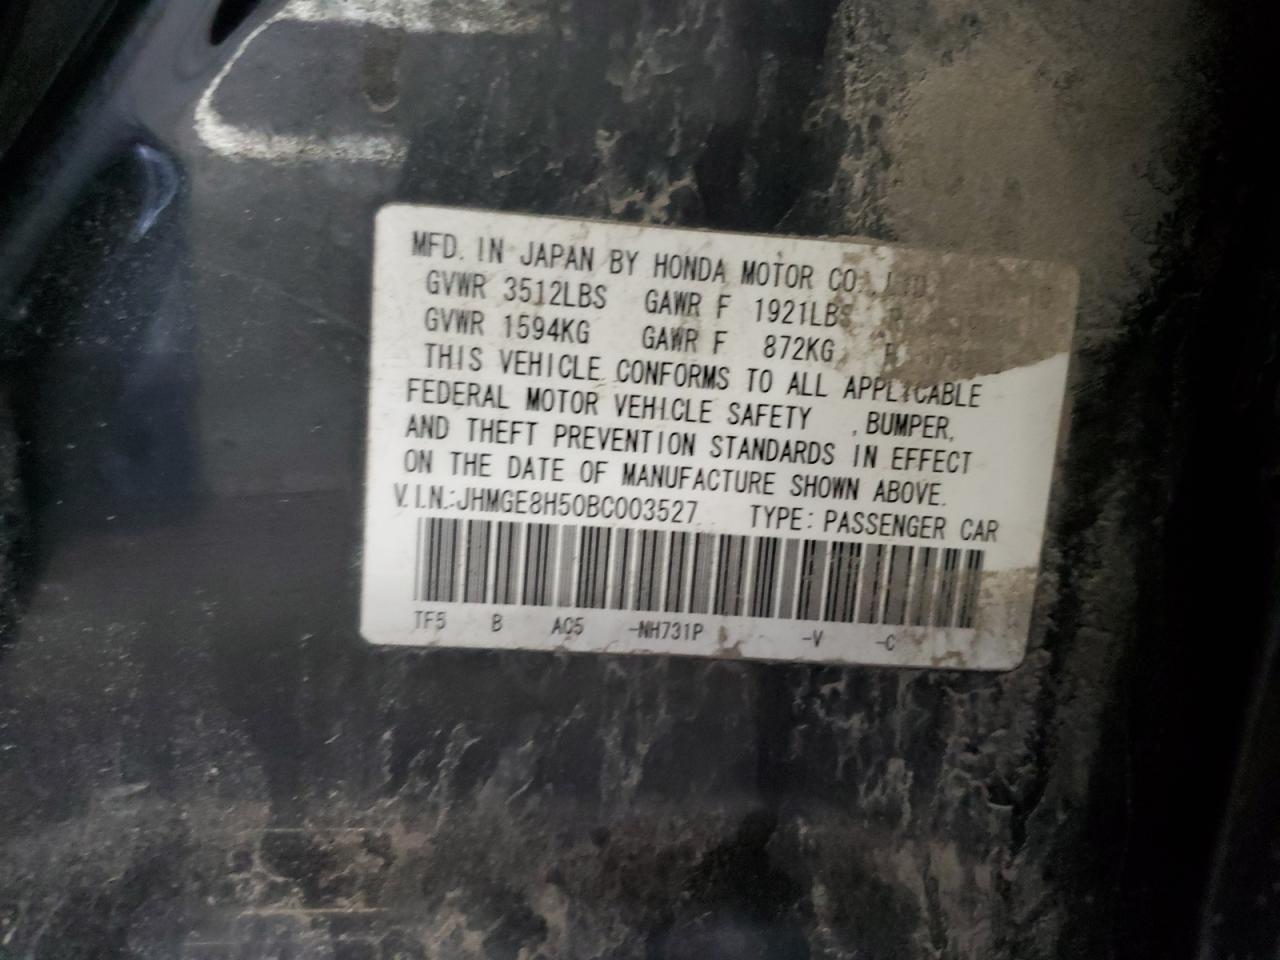 MFD. IN JAPAN BY HONDA MOTOR CO.
GVWR 3512LBS GAWR F 1921LBS
GVWR 1594KG GAWR F 872KG
THIS VEHICLE CONFORMS TO ALL APPLICABLE
FEDERAL MOTOR VEHICLE SAFETY , BUMPER,
AND THEFT PREVENTION STANDARDS IN EFFECT
ON THE DATE OF MANUFACTURE SHOWN ABOVE.
V.I.N.:JHMGE8H50BC003527 TYPE: PASSENGER CAR
TF5 B AC5 -NH731P -V -C